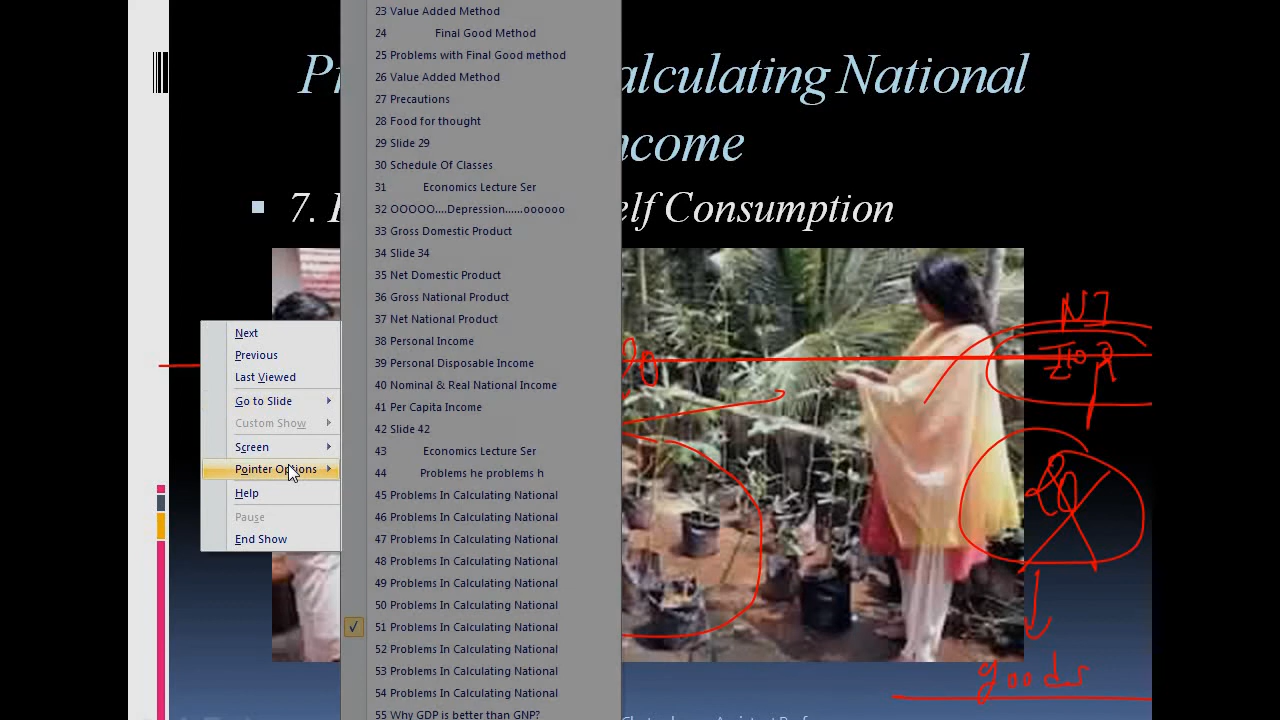 alculating National
ncome
7.
elf Consumption
Next
Previous
Last Viewed
Go to Slide
Custom Show
Screen
Pointer Options
Help
Pause
End Show
23 Value Added Method
24 Final Good Method
25 Problems with Final Good method
26 Value Added Method
27 Precautions
28 Food for thought
29 Slide 29
30 Schedule Of Classes
31 Economics Lecture Ser
32 OOOOO....Depression......oooooo
33 Gross Domestic Product
34 Slide 34
35 Net Domestic Product
36 Gross National Product
37 Net National Product
38 Personal Income
39 Personal Disposable Income
40 Nominal & Real National Income
41 Per Capita Income
42 Slide 42
43 Economics Lecture Ser
44 Problems he problems h
45 Problems In Calculating National
46 Problems In Calculating National
47 Problems In Calculating National
48 Problems In Calculating National
49 Problems In Calculating National
50 Problems In Calculating National
51 Problems In Calculating National
52 Problems In Calculating National
53 Problems In Calculating National
54 Problems In Calculating National
55 Why GDP is better than GNP?
NI
goods